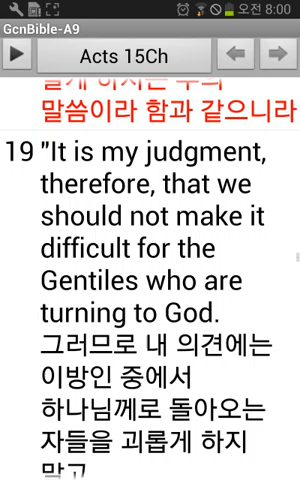 오전 8:00
GcnBible-A9
Acts 15Ch
말씀이라 함과 같으니라
19 "It is my judgment,
therefore, that we
should not make it
difficult for the
Gentiles who are
turning to God.
그러므로 내 의견에는
이방인 중에서
하나님께로 돌아오는
자들을 괴롭게 하지
말고